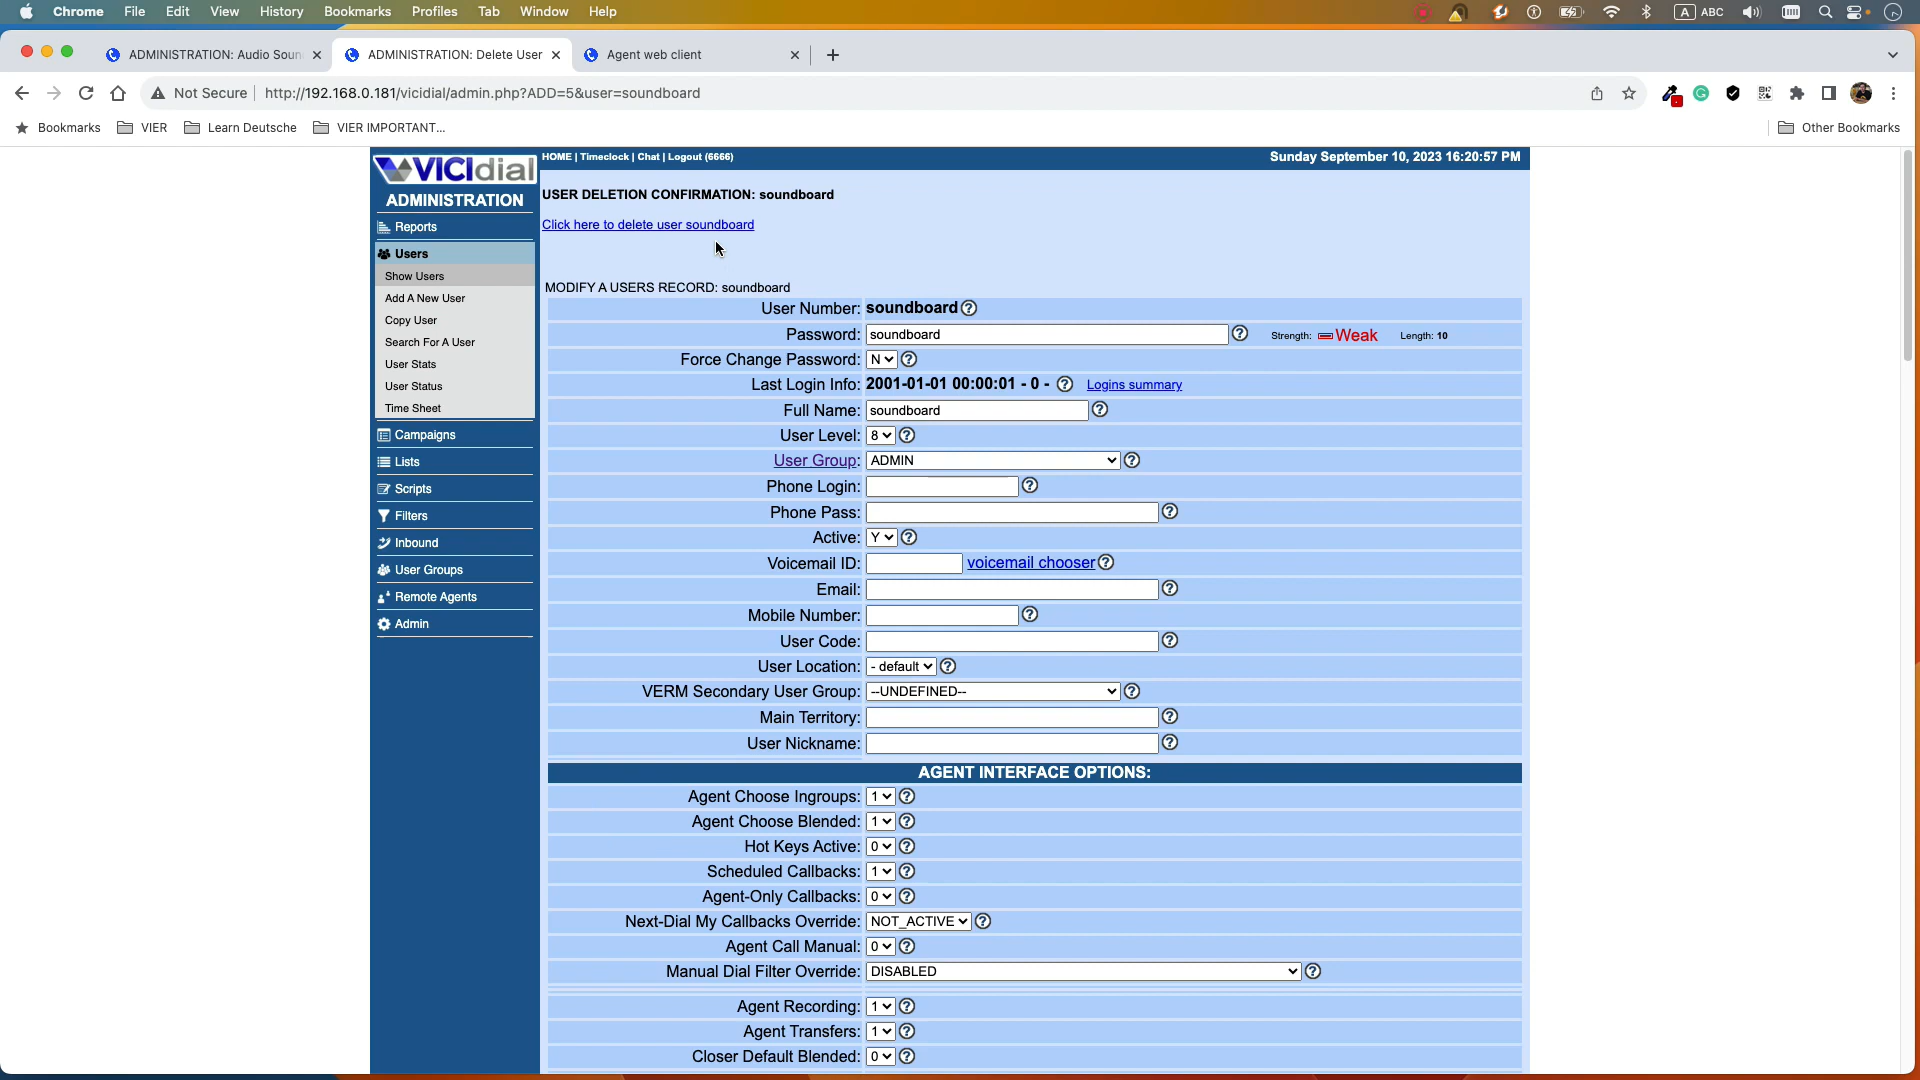 Chrome File Edit View History Bookmarks Profiles Tab Window Help A ABC
ADMINISTRATION: Audio Soun ADMINISTRATION: Delete User Agent web client
Not Secure http://192.168.0.181/vicidial/admin.php?ADD=5&user=soundboard
Bookmarks VIER Learn Deutsche VIER IMPORTANT... Other Bookmarks
VICIdial
ADMINISTRATION
Reports
Users
Show Users
Add A New User
Copy User
Search For A User
User Stats
User Status
Time Sheet
Campaigns
Lists
Scripts
Filters
Inbound
User Groups
Remote Agents
Admin
HOME | Timeclock | Chat | Logout (6666) Sunday September 10, 2023 16:20:57 PM
USER DELETION CONFIRMATION: soundboard
Click here to delete user soundboard
MODIFY A USERS RECORD: soundboard
User Number: soundboard
Password: soundboard Strength: Weak Length: 10
Force Change Password: N
Last Login Info: 2001-01-01 00:00:01 - 0 - Logins summary
Full Name: soundboard
User Level: 8
User Group: ADMIN
Phone Login:
Phone Pass:
Active: Y
Voicemail ID: voicemail chooser
Email:
Mobile Number:
User Code:
User Location: - default
VERM Secondary User Group: --UNDEFINED--
Main Territory:
User Nickname:
AGENT INTERFACE OPTIONS:
Agent Choose Ingroups: 1
Agent Choose Blended: 1
Hot Keys Active: 0
Scheduled Callbacks: 1
Agent-Only Callbacks: 0
Next-Dial My Callbacks Override: NOT_ACTIVE
Agent Call Manual: 0
Manual Dial Filter Override: DISABLED
Agent Recording: 1
Agent Transfers: 1
Closer Default Blended: 0